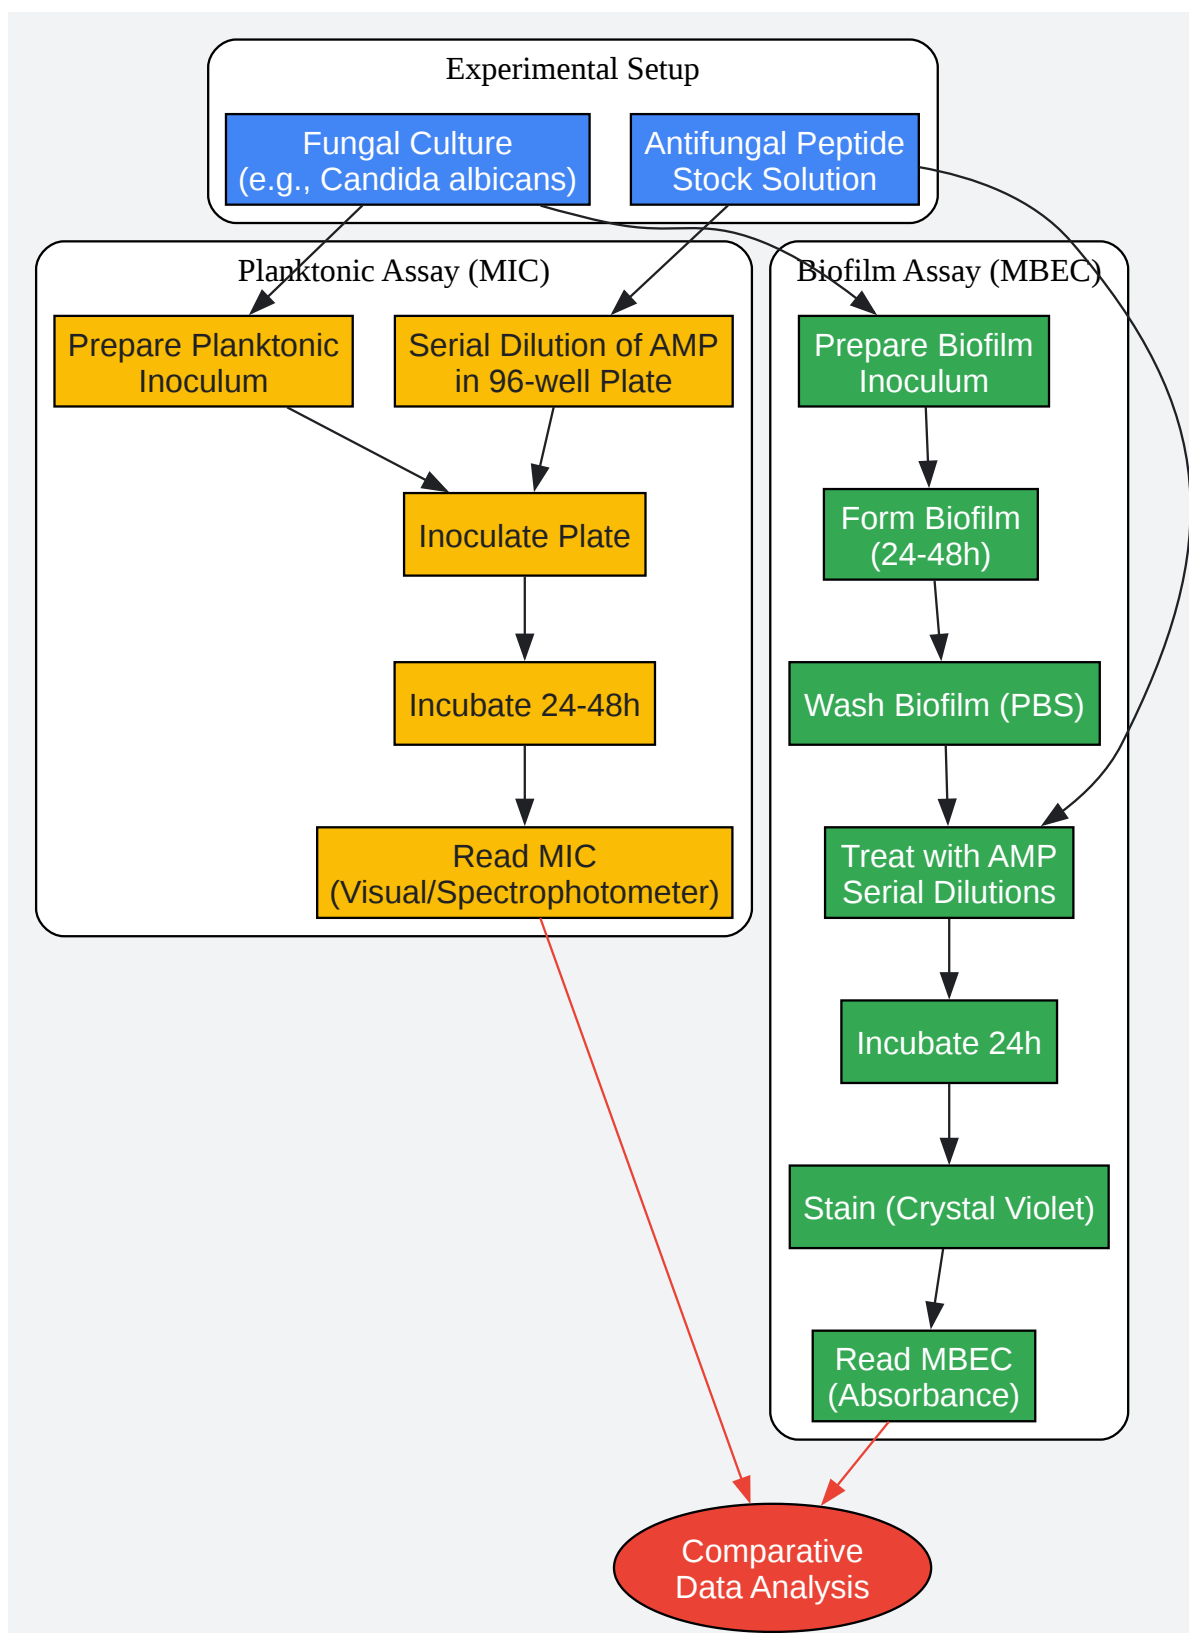 Experimental Setup
Fungal Culture
(e.g., Candida albicans)
Antifungal Peptide
Stock Solution
Planktonic Assay (MIC)
Prepare Planktonic
Inoculum
Serial Dilution of AMP
in 96-well Plate
Inoculate Plate
Incubate 24-48h
Read MIC
(Visual/Spectrophotometer)
Biofilm Assay (MBEC)
Prepare Biofilm
Inoculum
Form Biofilm
(24-48h)
Wash Biofilm (PBS)
Treat with AMP
Serial Dilutions
Incubate 24h
Stain (Crystal Violet)
Read MBEC
(Absorbance)
Comparative
Data Analysis